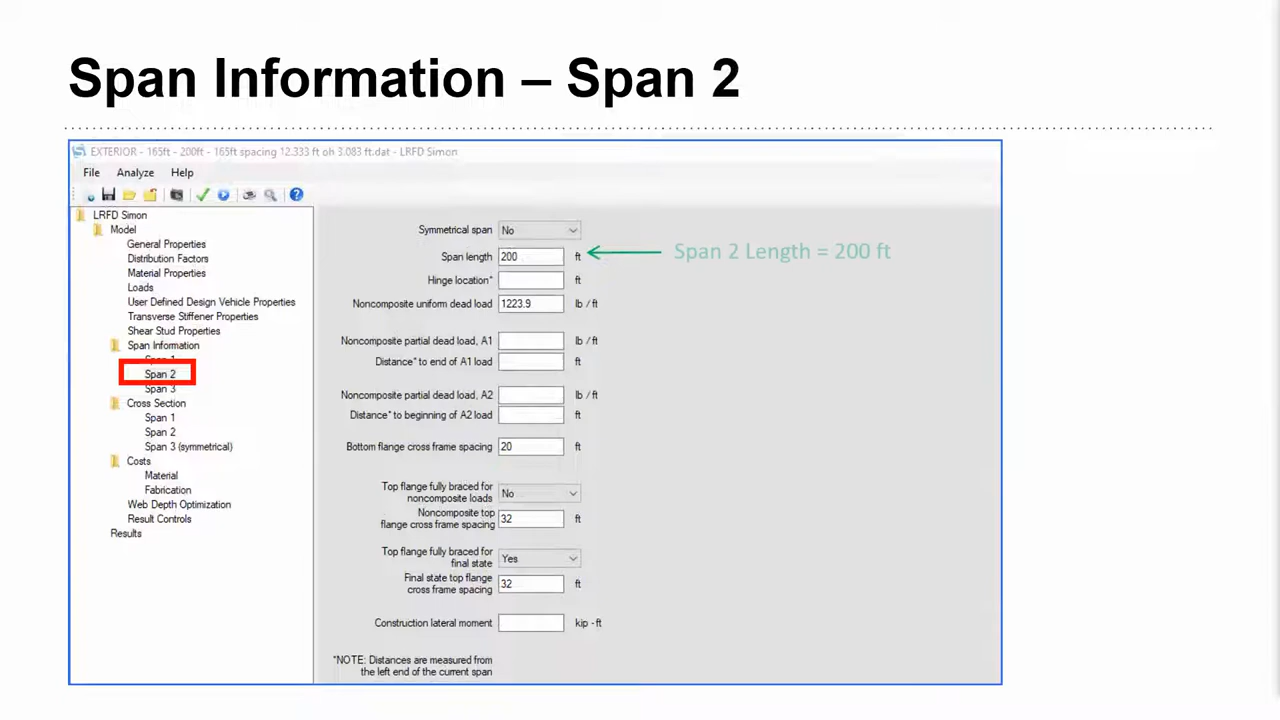 Span Information – Span 2
EXTERIOR - 165ft - 200ft - 165ft spacing 12.333 ft oh 3.083 ft.dat - LRFD Simon
File Analyze Help
LRFD Simon
Model
General Properties
Distribution Factors
Material Properties
Loads
User Defined Design Vehicle Properties
Transverse Stiffener Properties
Shear Stud Properties
Span Information
Span 1
Span 2
Span 3
Cross Section
Span 1
Span 2
Span 3 (symmetrical)
Costs
Material
Fabrication
Web Depth Optimization
Result Controls
Results
Symmetrical span No
Span length 200 ft
Span 2 Length = 200 ft
Hinge location* ft
Noncomposite uniform dead load 1223.9 lb / ft
Noncomposite partial dead load, A1 lb / ft
Distance* to end of A1 load ft
Noncomposite partial dead load, A2 lb / ft
Distance* to beginning of A2 load ft
Bottom flange cross frame spacing 20 ft
Top flange fully braced for
noncomposite loads No
Noncomposite top
flange cross frame spacing 32 ft
Top flange fully braced for
final state Yes
Final state top flange
cross frame spacing 32 ft
Construction lateral moment kip - ft
*NOTE: Distances are measured from
the left end of the current span